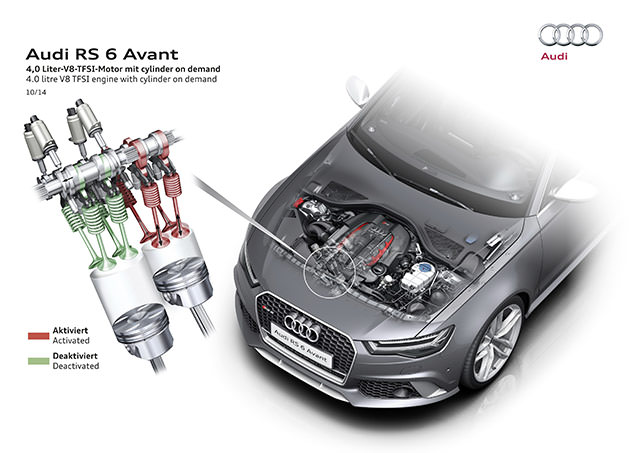 Audi RS 6 Avant
4,0 Liter-V8-TFSI-Motor mit cylinder on demand
4.0 litre V8 TFSI engine with cylinder on demand
10/14
Audi
Aktiviert
Activated
Deaktiviert
Deactivated
Audi RS 6 Avant